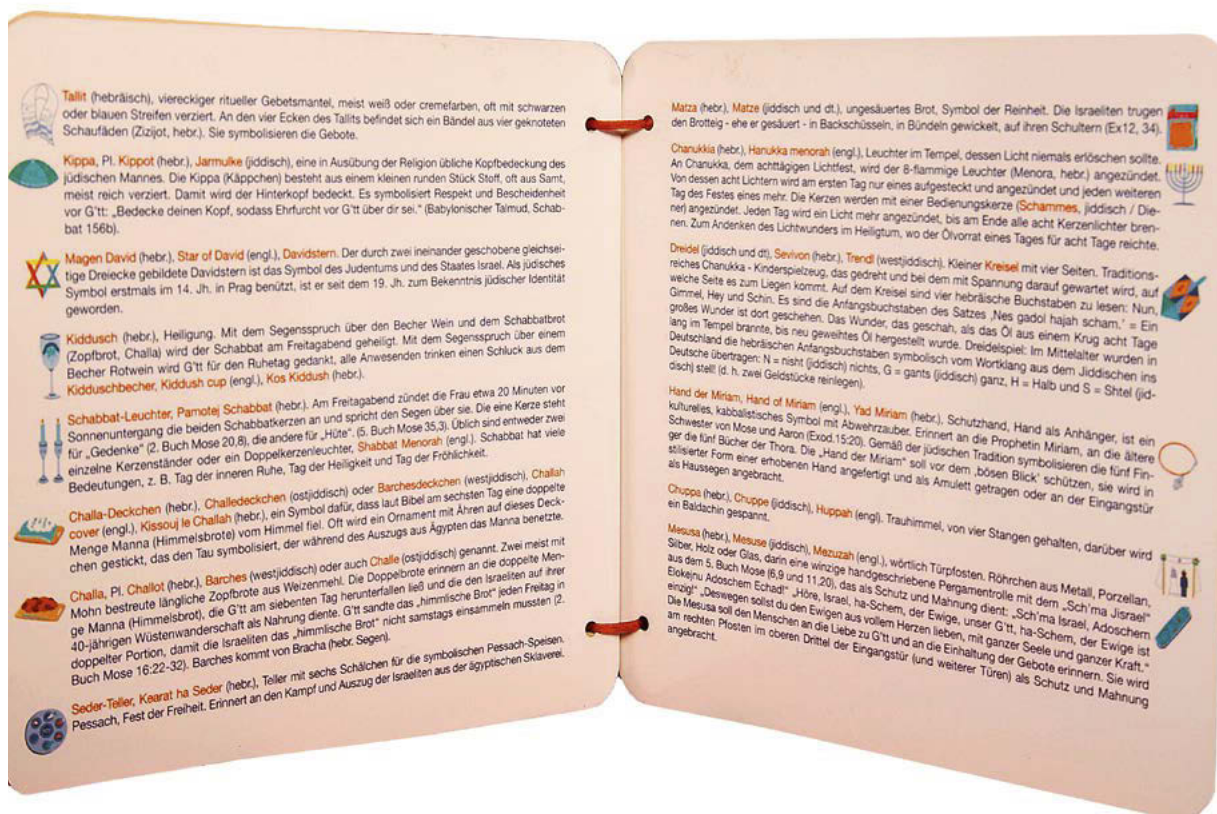 Tallit (hebräisch), viereckiger ritueller Gebetsmantel, meist weiß oder cremefarben, oft mit schwarzen
oder blauen Streifen verziert. An den vier Ecken des Tallits befindet sich ein Bändel aus vier geknoteten
Schaufäden (Zizijot, hebr.). Sie symbolisieren die Gebote.
Kippa, Pl. Kippot (hebr.), Jarmulke (jiddisch), eine in Ausübung der Religion übliche Kopfbedeckung des
jüdischen Mannes. Die Kippa (Käppchen) besteht aus einem kleinen runden Stück Stoff, oft aus Samt,
meist reich verziert. Damit wird der Hinterkopf bedeckt. Es symbolisiert Respekt und Bescheidenheit
vor G'tt: „Bedecke deinen Kopf, sodass Ehrfurcht vor G'tt über dir sei.“ (Babylonischer Talmud, Schab-
bat 156b).
Magen David (hebr.), Star of David (engl.), Davidstern. Der durch zwei ineinander geschobene gleichsei-
tige Dreiecke gebildete Davidstern ist das Symbol des Judentums und des Staates Israel. Als jüdisches
Symbol erstmals im 14. Jh. in Prag benützt, ist er seit dem 19. Jh. zum Bekenntnis jüdischer Identität
geworden.
Kiddusch (hebr.), Heiligung. Mit dem Segensspruch über den Becher Wein und dem Schabbatbrot
(Zopfbrot, Challa) wird der Schabbat am Freitagabend geheiligt. Mit dem Segensspruch über einem
Becher Rotwein wird G'tt für den Ruhetag gedankt, alle Anwesenden trinken einen Schluck aus dem
Kidduschbecher, Kiddush cup (engl.), Kos Kiddush (hebr.).
Schabbat-Leuchter, Pamotej Schabbat (hebr.). Am Freitagabend zündet die Frau etwa 20 Minuten vor
Sonnenuntergang die beiden Schabbatkerzen an und spricht den Segen über sie. Die eine Kerze steht
für „Gedenke“ (2. Buch Mose 20,8), die andere für „Hüte“. (5. Buch Mose 35,3). Üblich sind entweder zwei
einzelne Kerzenständer oder ein Doppelkerzenleuchter, Shabbat Menorah (engl.). Schabbat hat viele
Bedeutungen, z. B. Tag der inneren Ruhe, Tag der Heiligkeit und Tag der Fröhlichkeit.
Challa-Deckchen (hebr.), Challedeckchen (ostjiddisch) oder Barchesdeckchen (westjiddisch), Challah
cover (engl.), Kissouj le Challah (hebr.), ein Symbol dafür, dass laut Bibel am sechsten Tag eine doppelte
Menge Manna (Himmelsbrote) vom Himmel fiel. Oft wird ein Ornament mit Ähren auf dieses Deck-
chen gestickt, das den Tau symbolisiert, der während des Auszugs aus Ägypten das Manna benetzte.
Challa, Pl. Challot (hebr.), Barches (westjiddisch) oder auch Challe (ostjiddisch) genannt. Zwei meist mit
Mohn bestreute längliche Zopfbrote aus Weizenmehl. Die Doppelbrote erinnern an die doppelte Men-
ge Manna (Himmelsbrot), die G'tt am siebenten Tag herunterfallen ließ und die den Israeliten auf ihrer
40-jährigen Wüstenwanderschaft als Nahrung diente. G'tt sandte das „himmlische Brot“ jeden Freitag in
doppelter Portion, damit die Israeliten das „himmlische Brot“ nicht samstags einsammeln mussten (2.
Buch Mose 16:22-32). Barches kommt von Bracha (hebr. Segen).
Seder-Teller, Kearat ha Seder (hebr.), Teller mit sechs Schälchen für die symbolischen Pessach-Speisen.
Pessach, Fest der Freiheit. Erinnert an den Kampf und Auszug der Israeliten aus der ägyptischen Sklaverei.
Matza (hebr.), Matze (jiddisch und dt.), ungesäuertes Brot, Symbol der Reinheit. Die Israeliten trugen
den Brotteig - ehe er gesäuert - in Backschüsseln, in Bündeln gewickelt, auf ihren Schultern (Ex12, 34).
Chanukkia (hebr.), Hanukka menorah (engl.), Leuchter im Tempel, dessen Licht niemals erlöschen sollte.
An Chanukka, dem achttägigen Lichtfest, wird der 8-flammige Leuchter (Menora, hebr.) angezündet.
Von dessen acht Lichtern wird am ersten Tag nur eines aufgesteckt und angezündet und jeden weiteren
Tag des Festes eines mehr. Die Kerzen werden mit einer Bedienungskerze (Schammes, jiddisch / Die-
ner) angezündet. Jeden Tag wird ein Licht mehr angezündet, bis am Ende alle acht Kerzenlichter bren-
nen. Zum Andenken des Lichtwunders im Heiligtum, wo der Ölvorrat eines Tages für acht Tage reichte.
Dreidel (jiddisch und dt), Sevivon (hebr.), Trendl (westjiddisch). Kleiner Kreisel mit vier Seiten. Traditions-
reiches Chanukka - Kinderspielzeug, das gedreht und bei dem mit Spannung darauf gewartet wird, auf
welche Seite es zum Liegen kommt. Auf dem Kreisel sind vier hebräische Buchstaben zu lesen: Nun,
Gimmel, Hey und Schin. Es sind die Anfangsbuchstaben des Satzes ‚Nes gadol hajah scham.‘ = Ein
großes Wunder ist dort geschehen. Das Wunder, das geschah, als das Öl aus einem Krug acht Tage
lang im Tempel brannte, bis neu geweihtes Öl hergestellt wurde. Dreidelspiel: Im Mittelalter wurden in
Deutschland die hebräischen Anfangsbuchstaben symbolisch vom Wortklang aus dem Jiddischen ins
Deutsche übertragen: N = nisht (jiddisch) nichts, G = gants (jiddisch) ganz, H = Halb und S = Shtel (jid-
disch) stell! (d. h. zwei Geldstücke reinlegen).
Hand der Miriam, Hand of Miriam (engl.), Yad Miriam (hebr.), Schutzhand, Hand als Anhänger, ist ein
kulturelles, kabbalistisches Symbol mit Abwehrzauber. Erinnert an die Prophetin Miriam, an die ältere
Schwester von Mose und Aaron (Exod.15:20). Gemäß der jüdischen Tradition symbolisieren die fünf Fin-
ger die fünf Bücher der Thora. Die „Hand der Miriam“ soll vor dem ‚bösen Blick‘ schützen, sie wird in
stilisierter Form einer erhobenen Hand angefertigt und als Amulett getragen oder an der Eingangstür
als Haussegen angebracht.
Chuppa (hebr.), Chuppe (jiddisch), Huppah (engl). Trauhimmel, von vier Stangen gehalten, darüber wird
ein Baldachin gespannt.
Mesusa (hebr.), Mesuse (jiddisch), Mezuzah (engl.), wörtlich Türpfosten. Röhrchen aus Metall, Porzellan,
Silber, Holz oder Glas, darin eine winzige handgeschriebene Pergamentrolle mit dem „Sch'ma Jisrael“
aus dem 5. Buch Mose (6,9 und 11,20), das als Schutz und Mahnung dient: „Sch'ma Israel, Adoschem
Elokejnu Adoschem Echad!“ „Höre, Israel, ha-Schem, der Ewige, unser G'tt, ha-Schem, der Ewige ist
einzig!“ „Deswegen sollst du den Ewigen aus vollem Herzen lieben, mit ganzer Seele und ganzer Kraft.“
Die Mesusa soll den Menschen an die Liebe zu G'tt und an die Einhaltung der Gebote erinnern. Sie wird
am rechten Pfosten im oberen Drittel der Eingangstür (und weiterer Türen) als Schutz und Mahnung
angebracht.